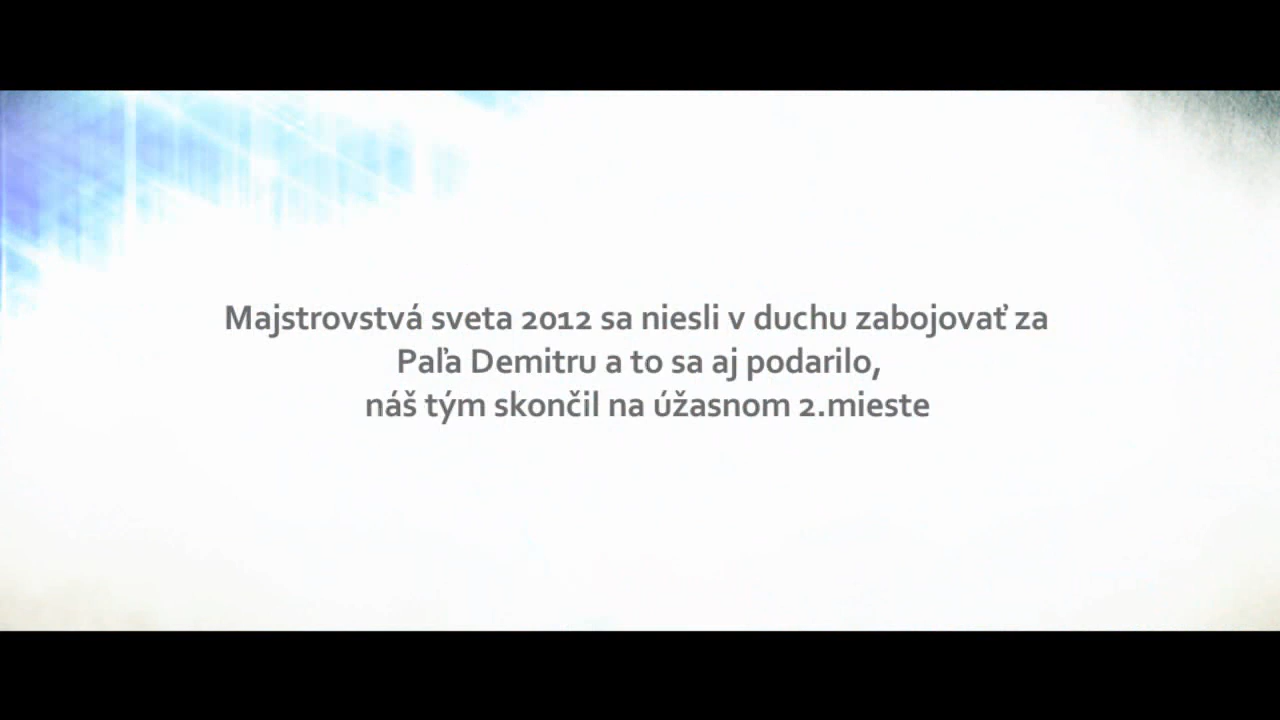 Majstrovstvá sveta 2012 sa niesli v duchu zabojovať za
Paľa Demitru a to sa aj podarilo,
náš tým skončil na úžasnom 2.mieste